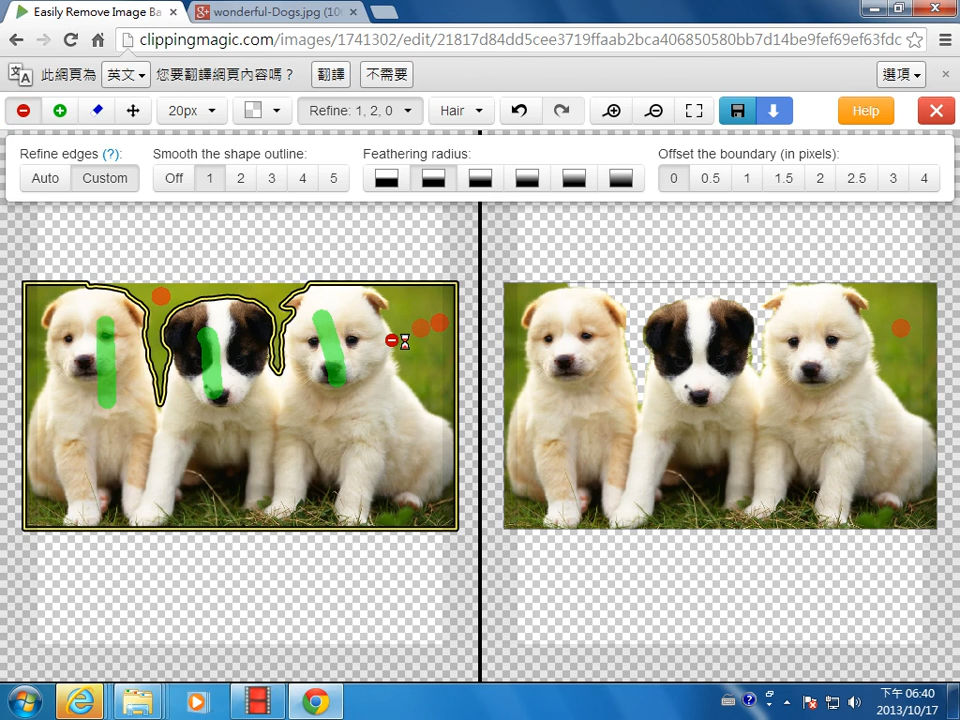 Easily Remove Image Ba
wonderful-Dogs.jpg (10
clippingmagic.com/images/1741302/edit/21817d84dd5cee3719ffaab2bca406850580bb7d14be9fef69ef63fdc
此網頁為 英文 您要翻譯網頁內容嗎？ 翻譯 不需要 選項
20px Refine: 1, 2, 0 Hair Help
Refine edges (?): Smooth the shape outline: Feathering radius: Offset the boundary (in pixels):
Auto Custom Off 1 2 3 4 5 0 0.5 1 1.5 2 2.5 3 4
下午 06:40
2013/10/17